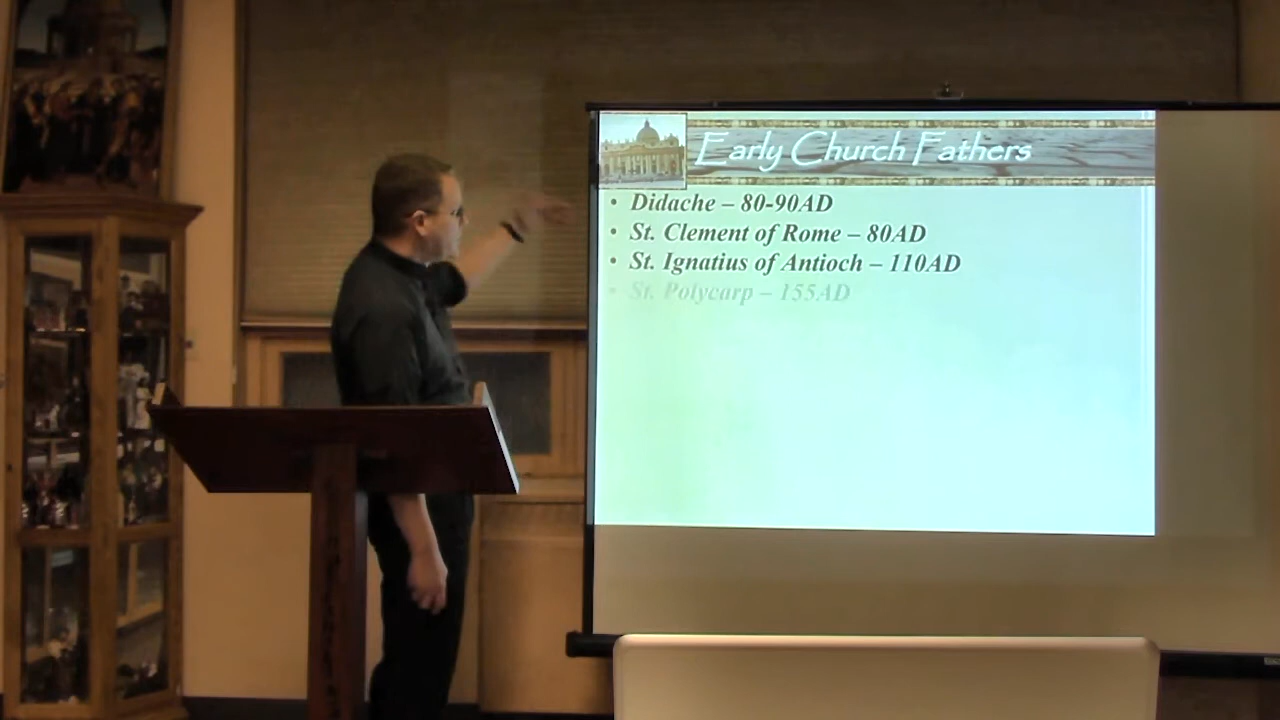 Early Church Fathers
• Didache – 80-90AD
• St. Clement of Rome – 80AD
• St. Ignatius of Antioch – 110AD
• St. Polycarp – 155AD